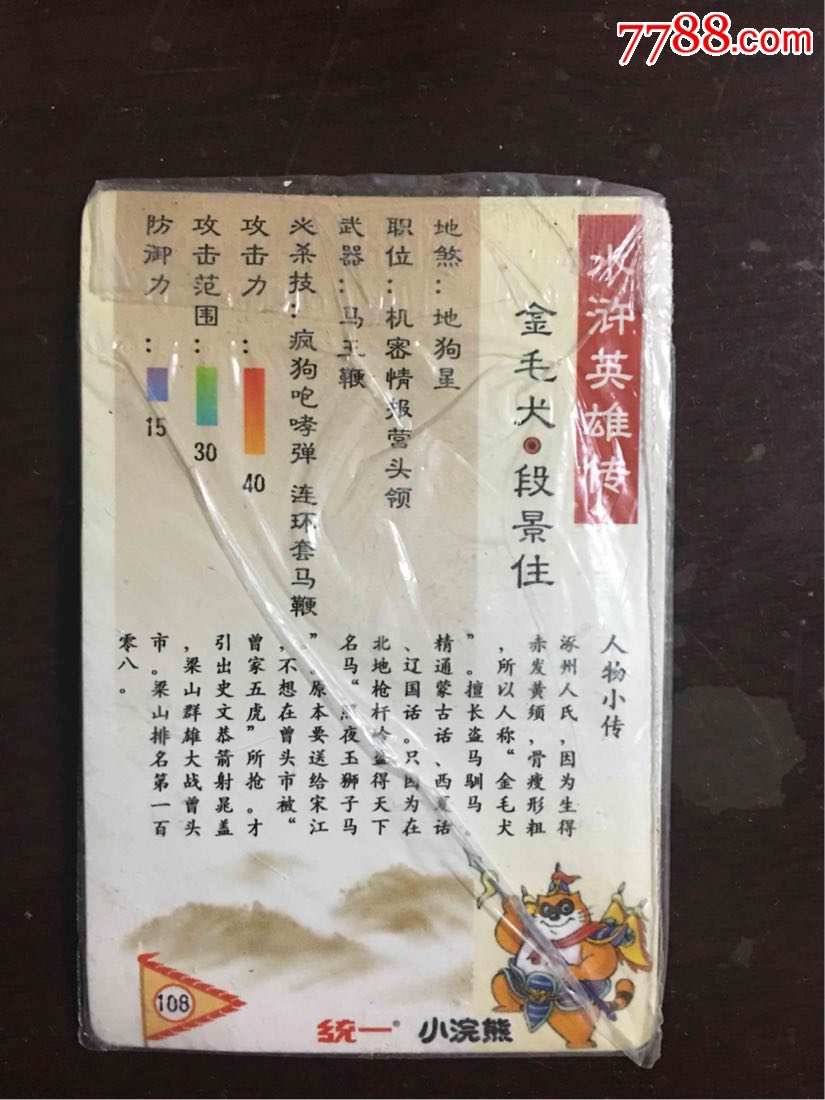 7788.com
水浒英雄传
金毛犬·段景住
地煞：地狗星
职位：机密情报营头领
武器：马王鞭
必杀技：疯狗咆哮弹 连环套马鞭
攻击力：40
攻击范围：30
防御力：15
人物小传
涿州人氏，因为生得
赤发黄须，骨瘦形粗
，所以人称“金毛犬
”。擅长盗马驯马，
精通蒙古话、西夏话
、辽国话。只因为在
北地枪杆岭盗得天下
名马“照夜玉狮子马
”，原本要送给宋江
，不想在曾头市被“
曾家五虎”所抢。才
引出史文恭箭射晁盖
，梁山群雄大战曾头
市。梁山排名第一百
零八。
108
统一® 小浣熊